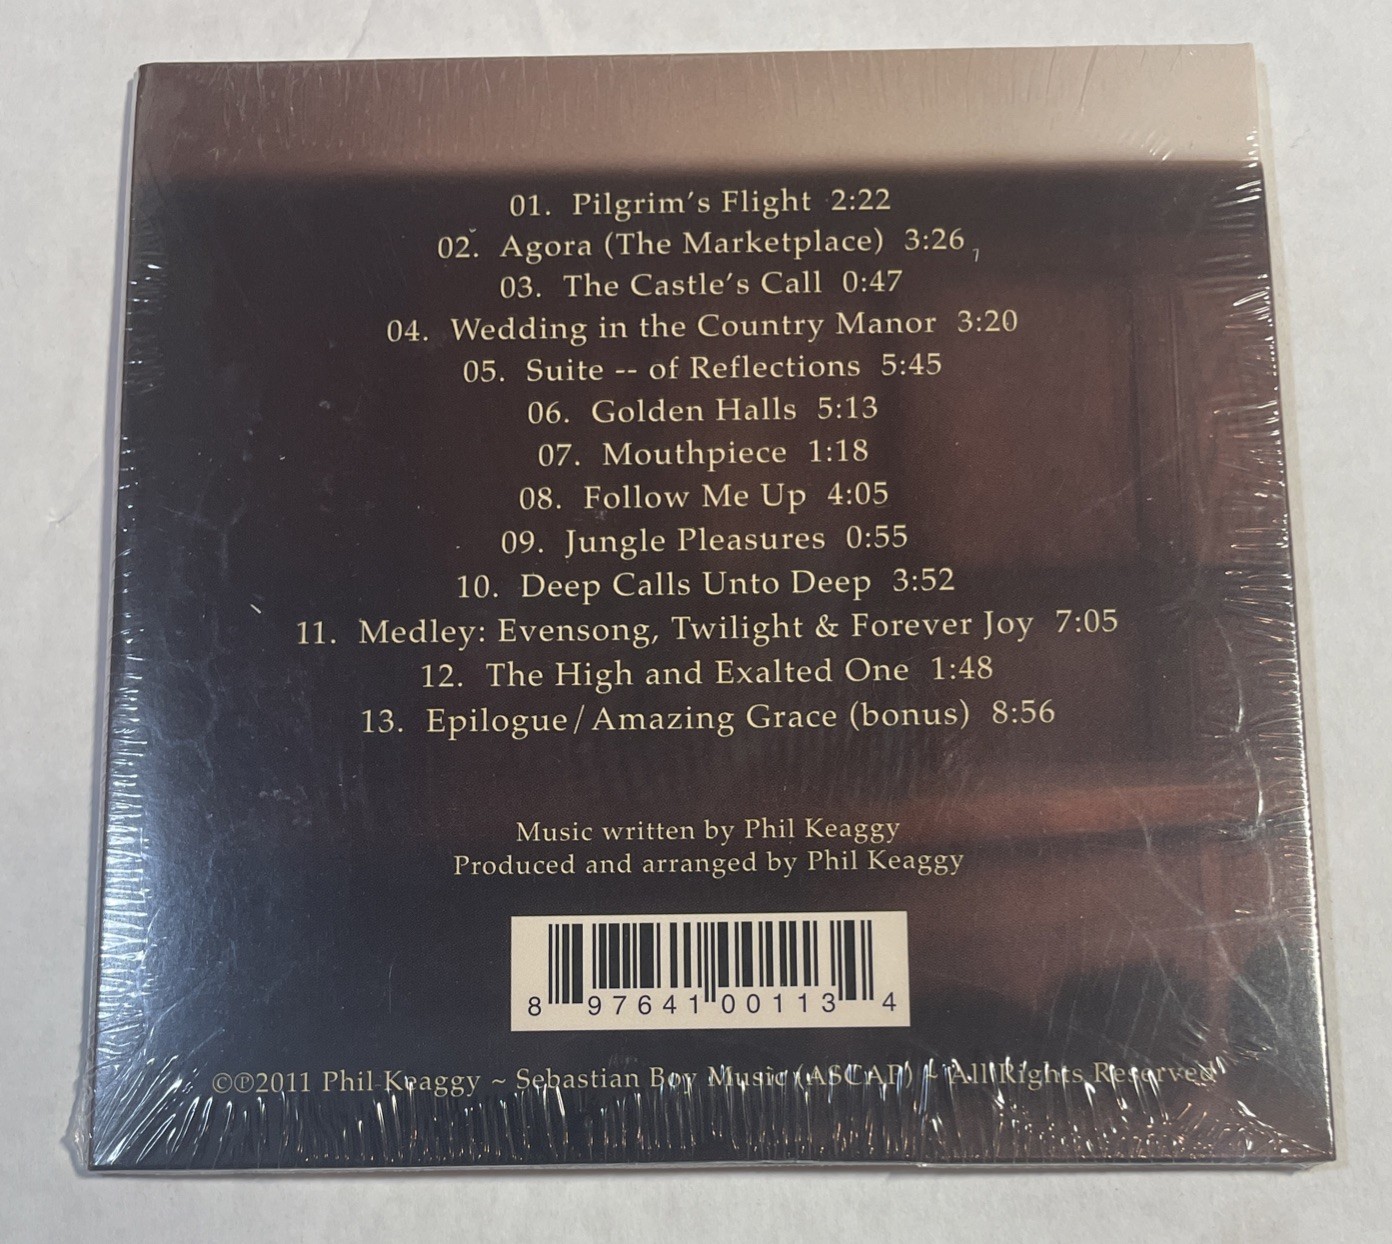 01. Pilgrim's Flight 2:22
02. Agora (The Marketplace) 3:26
03. The Castle's Call 0:47
04. Wedding in the Country Manor 3:20
05. Suite -- of Reflections 5:45
06. Golden Halls 5:13
07. Mouthpiece 1:18
08. Follow Me Up 4:05
09. Jungle Pleasures 0:55
10. Deep Calls Unto Deep 3:52
11. Medley: Evensong, Twilight & Forever Joy 7:05
12. The High and Exalted One 1:48
13. Epilogue/Amazing Grace (bonus) 8:56
Music written by Phil Keaggy
Produced and arranged by Phil Keaggy
8 97641 00113 4
©℗2011 Phil Keaggy ~ Sebastian Boy Music (ASCAP) ~ All Rights Reserved